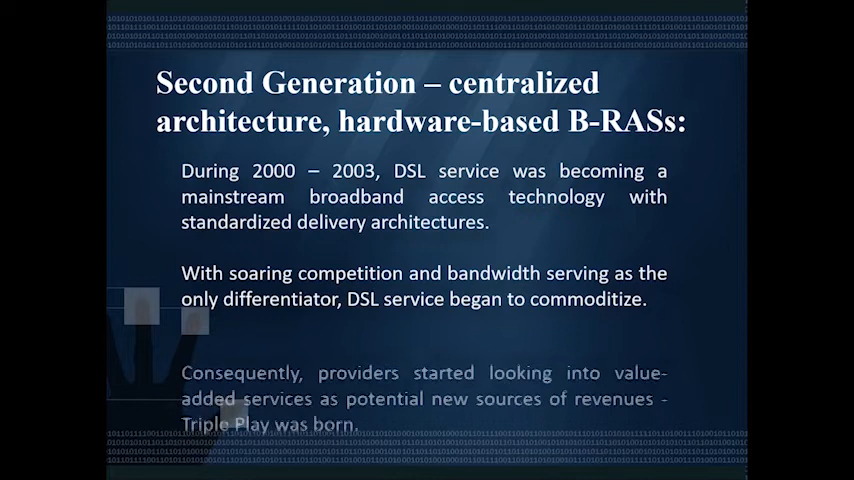 Second Generation – centralized
architecture, hardware-based B-RASs:
During 2000 – 2003, DSL service was becoming a
mainstream broadband access technology with
standardized delivery architectures.
With soaring competition and bandwidth serving as the
only differentiator, DSL service began to commoditize.
Consequently, providers started looking into value-
added services as potential new sources of revenues -
Triple Play was born.